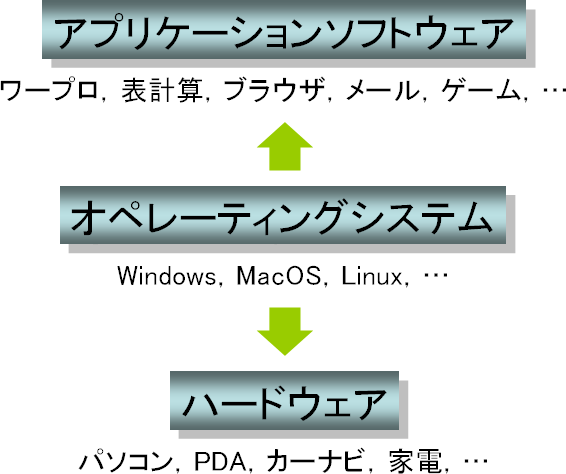 アプリケーションソフトウェア
ワープロ, 表計算, ブラウザ, メール, ゲーム, …
オペレーティングシステム
Windows, MacOS, Linux, …
ハードウェア
パソコン, PDA, カーナビ, 家電, …